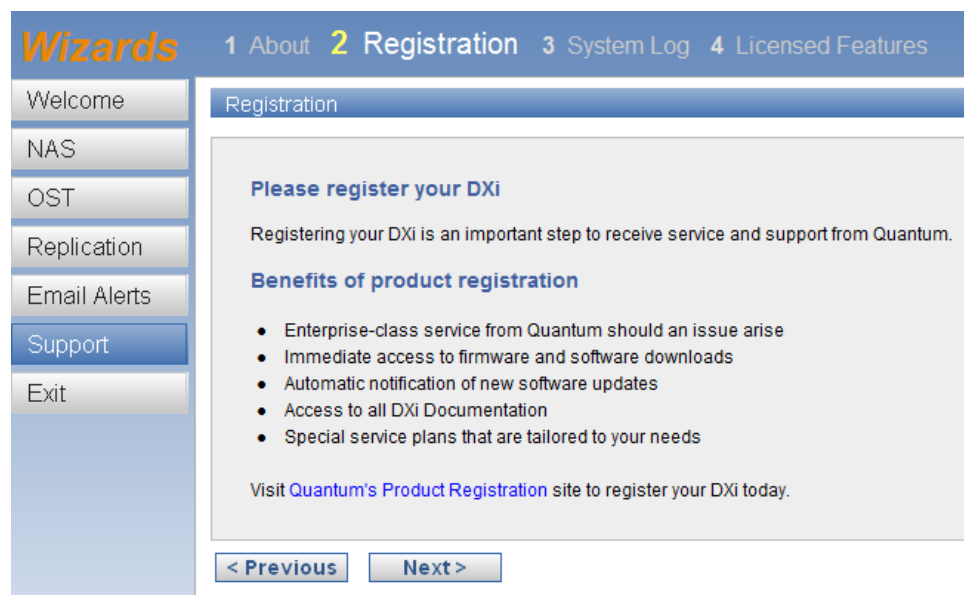 Wizards
1 About 2 Registration 3 System Log 4 Licensed Features
Welcome
NAS
OST
Replication
Email Alerts
Support
Exit
Registration
Please register your DXi
Registering your DXi is an important step to receive service and support from Quantum.
Benefits of product registration
● Enterprise-class service from Quantum should an issue arise
● Immediate access to firmware and software downloads
● Automatic notification of new software updates
● Access to all DXi Documentation
● Special service plans that are tailored to your needs
Visit Quantum's Product Registration site to register your DXi today.
< Previous
Next >